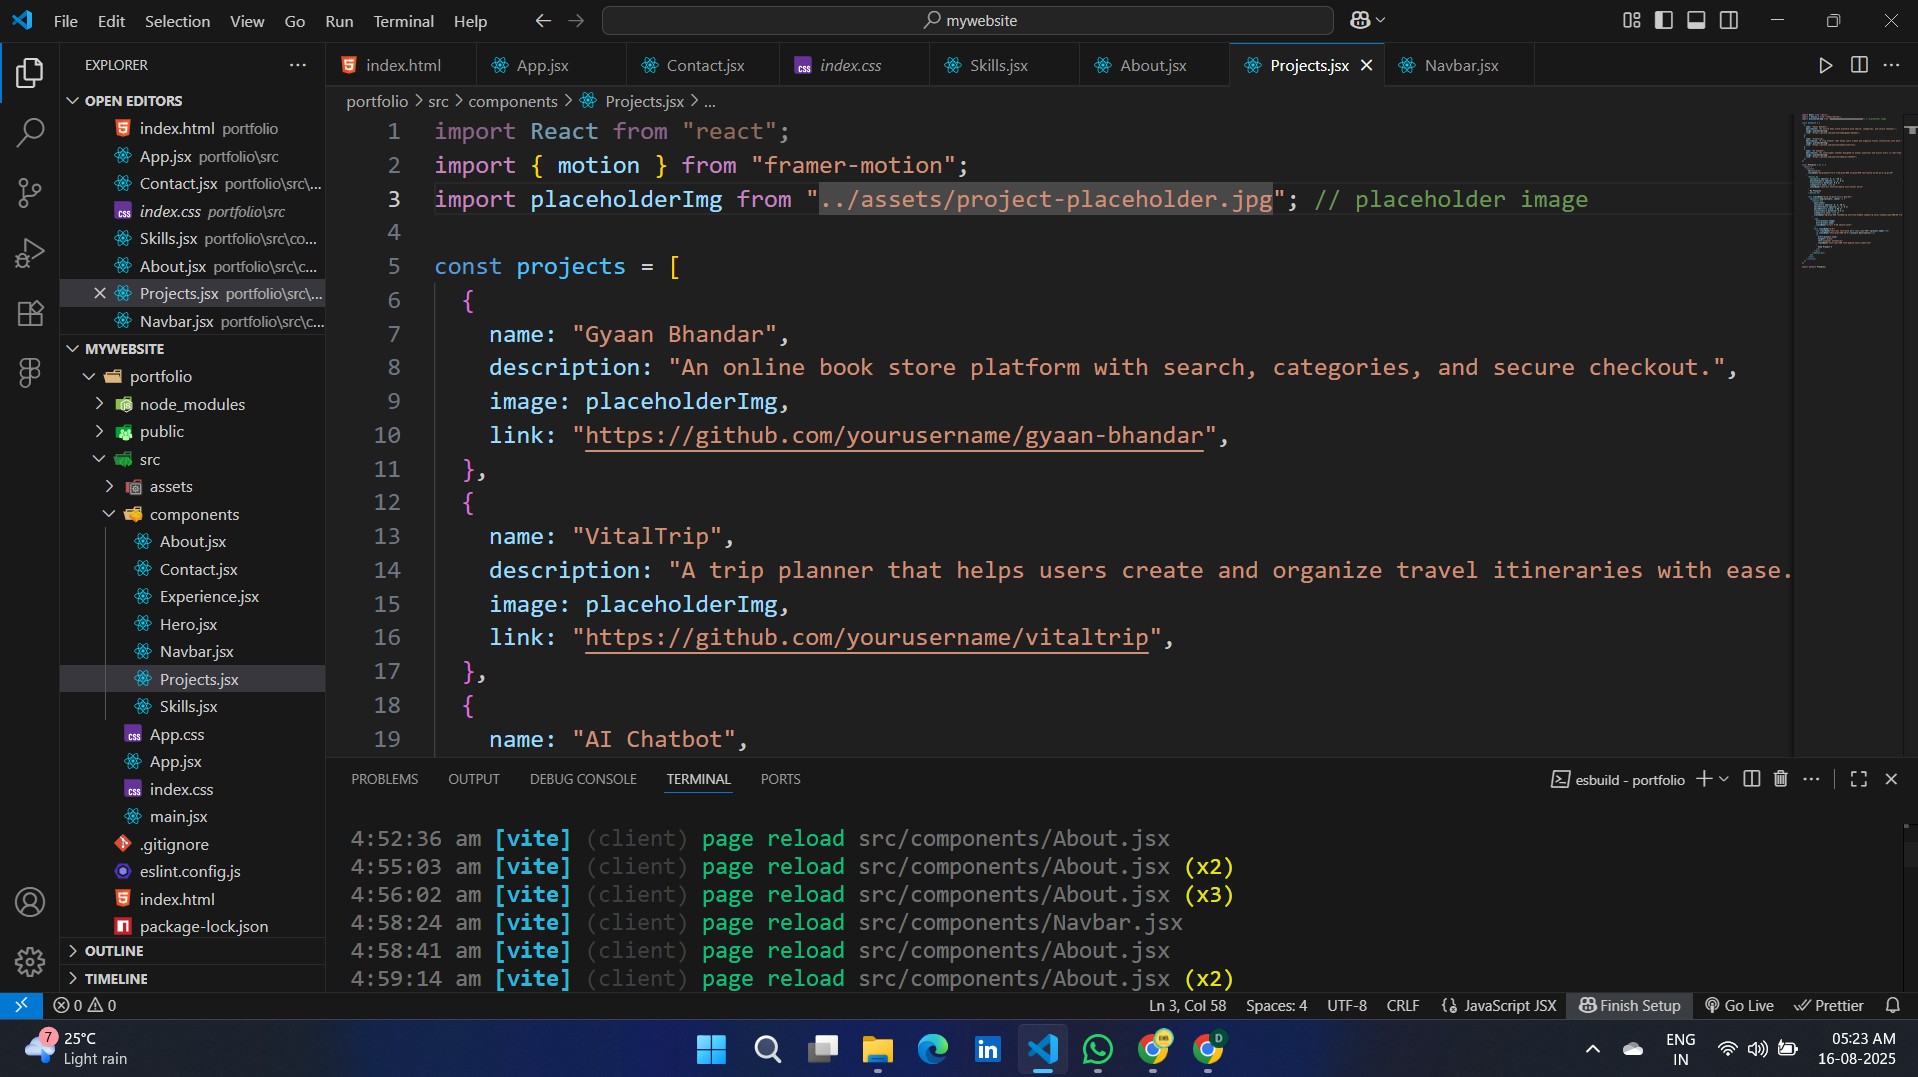 File Edit Selection View Go Run Terminal Help
mywebsite
EXPLORER
OPEN EDITORS
index.html portfolio
App.jsx portfolio\src
Contact.jsx portfolio\src\...
index.css portfolio\src
Skills.jsx portfolio\src\co...
About.jsx portfolio\src\c...
Projects.jsx portfolio\src\...
Navbar.jsx portfolio\src\c...
MYWEBSITE
portfolio
node_modules
public
src
assets
components
About.jsx
Contact.jsx
Experience.jsx
Hero.jsx
Navbar.jsx
Projects.jsx
Skills.jsx
App.css
App.jsx
index.css
main.jsx
.gitignore
eslint.config.js
index.html
package-lock.json
OUTLINE
TIMELINE
index.html App.jsx Contact.jsx index.css Skills.jsx About.jsx Projects.jsx Navbar.jsx
portfolio > src > components > Projects.jsx > ...
1 import React from "react";
2 import { motion } from "framer-motion";
3 import placeholderImg from "../assets/project-placeholder.jpg"; // placeholder image
4
5 const projects = [
6 {
7 name: "Gyaan Bhandar",
8 description: "An online book store platform with search, categories, and secure checkout.",
9 image: placeholderImg,
10 link: "https://github.com/yourusername/gyaan-bhandar",
11 },
12 {
13 name: "VitalTrip",
14 description: "A trip planner that helps users create and organize travel itineraries with ease.
15 image: placeholderImg,
16 link: "https://github.com/yourusername/vitaltrip",
17 },
18 {
19 name: "AI Chatbot",
PROBLEMS OUTPUT DEBUG CONSOLE TERMINAL PORTS
esbuild - portfolio
4:52:36 am [vite] (client) page reload src/components/About.jsx
4:55:03 am [vite] (client) page reload src/components/About.jsx (x2)
4:56:02 am [vite] (client) page reload src/components/About.jsx (x3)
4:58:24 am [vite] (client) page reload src/components/Navbar.jsx
4:58:41 am [vite] (client) page reload src/components/About.jsx
4:59:14 am [vite] (client) page reload src/components/About.jsx (x2)
0 0
Ln 3, Col 58 Spaces: 4 UTF-8 CRLF {} JavaScript JSX Finish Setup Go Live Prettier
7
25°C
Light rain
ENG
IN
05:23 AM
16-08-2025